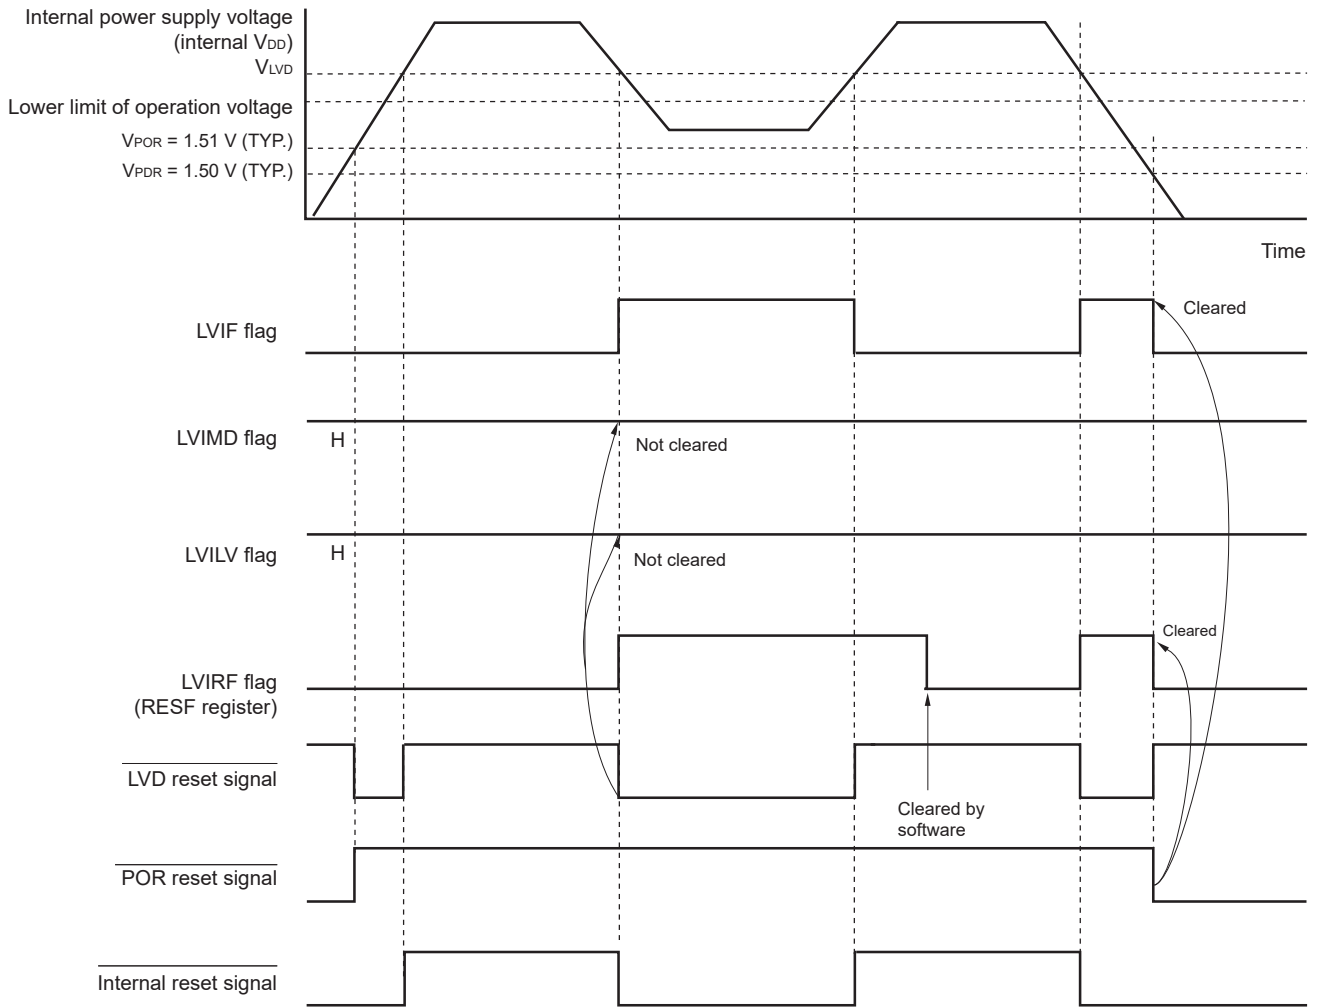 Internal power supply voltage
(internal VDD)
VLVD
Lower limit of operation voltage
VPOR = 1.51 V (TYP.)
VPDR = 1.50 V (TYP.)
Time
LVIF flag
Cleared
LVIMD flag
H
Not cleared
LVILV flag
H
Not cleared
LVIRF flag
(RESF register)
Cleared
LVD reset signal
Cleared by
software
POR reset signal
Internal reset signal